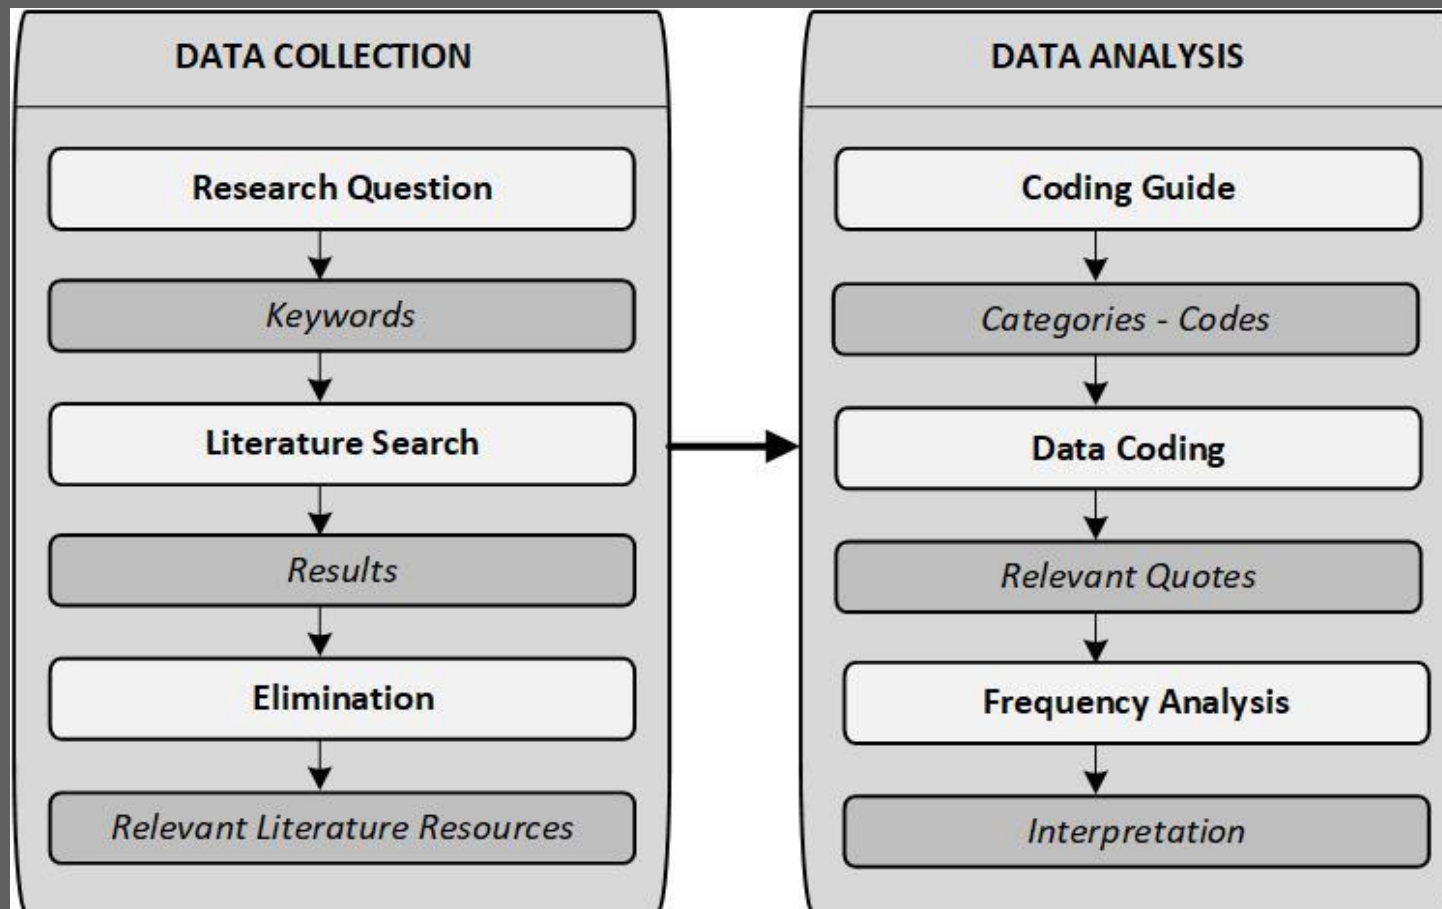 DATA COLLECTION
Research Question
Keywords
Literature Search
Results
Elimination
Relevant Literature Resources
DATA ANALYSIS
Coding Guide
Categories - Codes
Data Coding
Relevant Quotes
Frequency Analysis
Interpretation